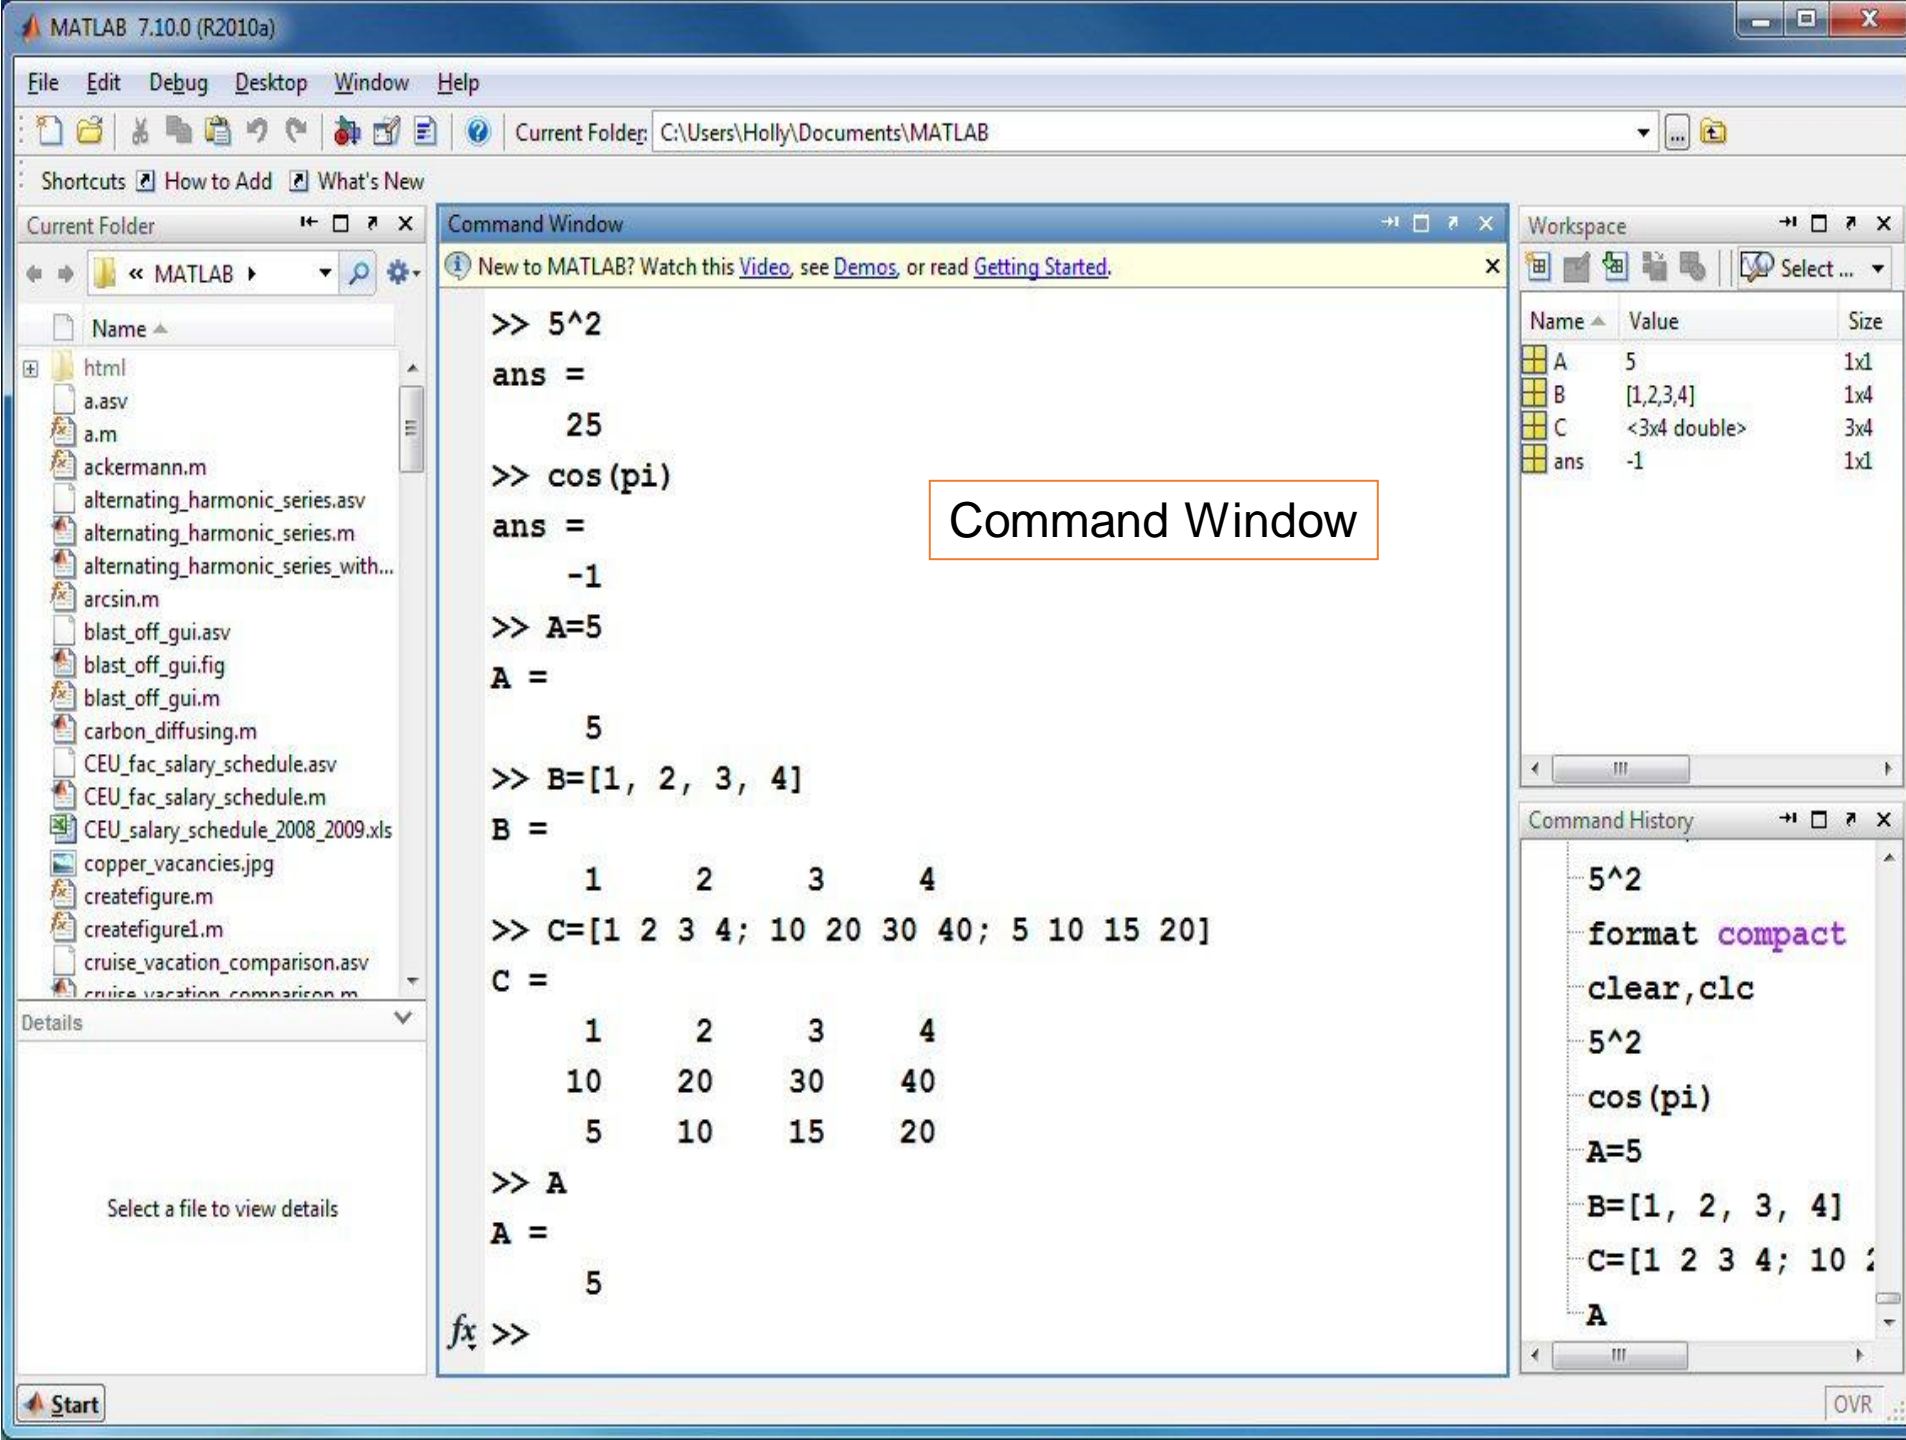 MATLAB 7.10.0 (R2010a)
File Edit Debug Desktop Window Help
Current Folder: C:\Users\Holly\Documents\MATLAB
Shortcuts How to Add What's New
Current Folder
« MATLAB
Name
html
a.asv
a.m
ackermann.m
alternating_harmonic_series.asv
alternating_harmonic_series.m
alternating_harmonic_series_with...
arcsin.m
blast_off_gui.asv
blast_off_gui.fig
blast_off_gui.m
carbon_diffusing.m
CEU_fac_salary_schedule.asv
CEU_fac_salary_schedule.m
CEU_salary_schedule_2008_2009.xls
copper_vacancies.jpg
createfigure.m
createfigure1.m
cruise_vacation_comparison.asv
cruise_vacation_comparison.m
Details
Select a file to view details
Command Window
New to MATLAB? Watch this Video, see Demos, or read Getting Started.
>> 5^2
ans =
25
>> cos(pi)
ans =
-1
>> A=5
A =
5
>> B=[1, 2, 3, 4]
B =
1 2 3 4
>> C=[1 2 3 4; 10 20 30 40; 5 10 15 20]
C =
1 2 3 4
10 20 30 40
5 10 15 20
>> A
A =
5
fx >>
Command Window
Workspace
Select ...
Name Value Size
A 5 1x1
B [1,2,3,4] 1x4
C <3x4 double> 3x4
ans -1 1x1
Command History
5^2
format compact
clear,clc
5^2
cos(pi)
A=5
B=[1, 2, 3, 4]
C=[1 2 3 4; 10 2
A
Start
OVR